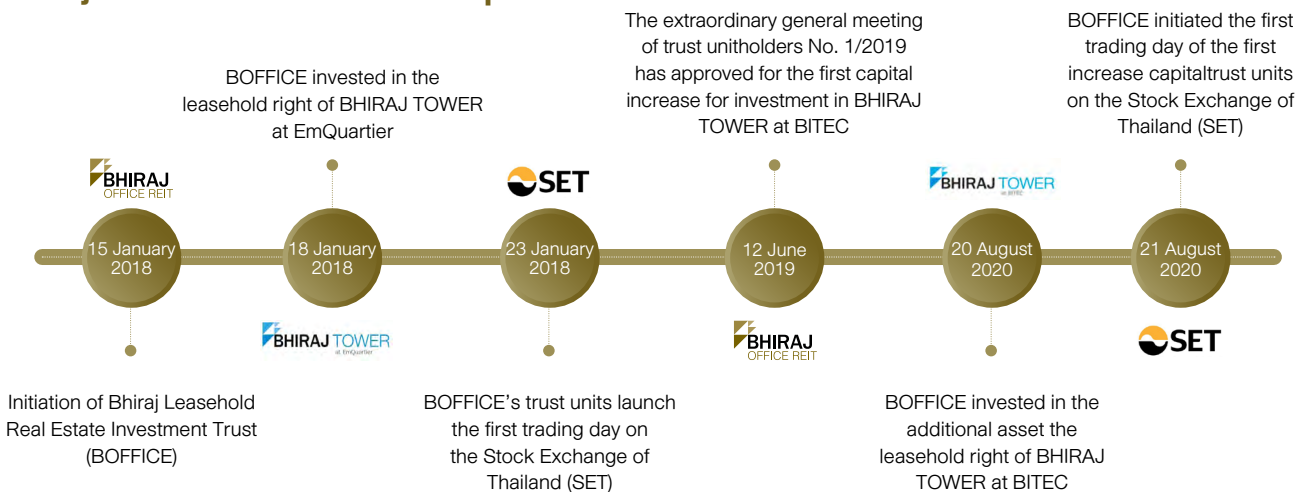 BOFFICE invested in the
leasehold right of BHIRAJ TOWER
at EmQuartier
The extraordinary general meeting
of trust unitholders No. 1/2019
has approved for the first capital
increase for investment in BHIRAJ
TOWER at BITEC
BOFFICE initiated the first
trading day of the first
increase capitaltrust units
on the Stock Exchange of
Thailand (SET)
BHIRAJ
OFFICE REIT
SET
BHIRAJ TOWER
at BITEC
15 January
2018
18 January
2018
23 January
2018
12 June
2019
20 August
2020
21 August
2020
BHIRAJ TOWER
at EmQuartier
BHIRAJ
OFFICE REIT
SET
Initiation of Bhiraj Leasehold
Real Estate Investment Trust
(BOFFICE)
BOFFICE's trust units launch
the first trading day on
the Stock Exchange of
Thailand (SET)
BOFFICE invested in the
additional asset the
leasehold right of BHIRAJ
TOWER at BITEC